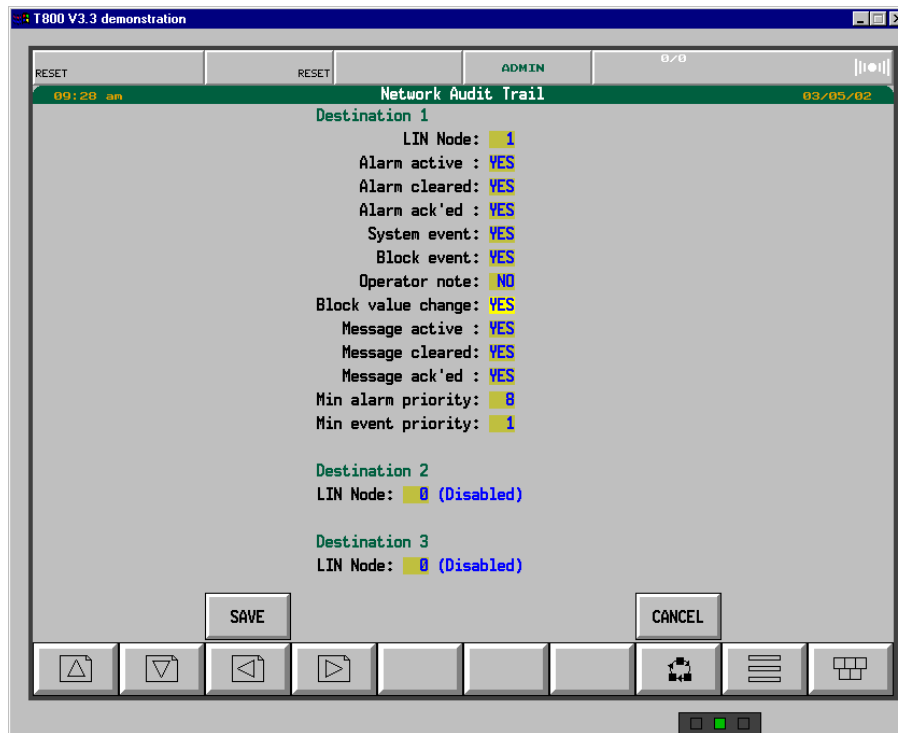 T800 V3.3 demonstration
RESET RESET ADMIN 0/0
09:28 am Network Audit Trail 03/05/02
Destination 1
LIN Node: 1
Alarm active : YES
Alarm cleared: YES
Alarm ack'ed : YES
System event: YES
Block event: YES
Operator note: NO
Block value change: YES
Message active : YES
Message cleared: YES
Message ack'ed : YES
Min alarm priority: 8
Min event priority: 1
Destination 2
LIN Node: 0 (Disabled)
Destination 3
LIN Node: 0 (Disabled)
SAVE CANCEL